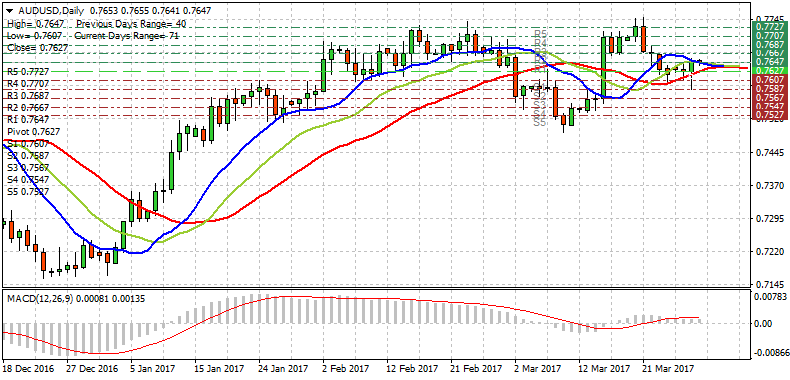 AUDUSD,Daily 0.7653 0.7655 0.7641 0.7647
High= 0.7647 Previous Days Range= 40
Low= 0.7607 Current Days Range= 71
Close= 0.7627
R5 0.7727
R4 0.7707
R3 0.7687
R2 0.7667
R1 0.7647
Pivot 0.7627
S1 0.7607
S2 0.7587
S3 0.7567
S4 0.7547
S5 0.7527
R5
S5
0.7745
0.7727
0.7707
0.7687
0.7667
0.7647
0.7627
0.7607
0.7587
0.7567
0.7547
0.7527
0.7445
0.7370
0.7295
0.7220
0.7145
MACD(12,26,9) 0.00081 0.00135
0.00783
0.00
-0.00866
18 Dec 2016 27 Dec 2016 5 Jan 2017 15 Jan 2017 24 Jan 2017 2 Feb 2017 12 Feb 2017 21 Feb 2017 2 Mar 2017 12 Mar 2017 21 Mar 2017